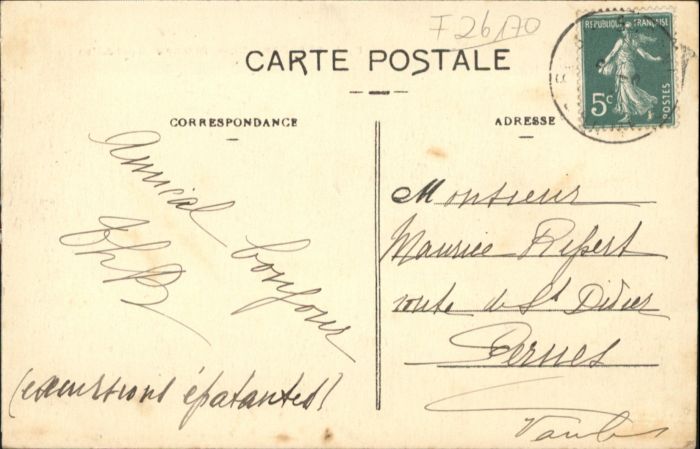 F 26170
CARTE POSTALE
REPUBLIQUE FRANÇAISE
5c
POSTES
CORRESPONDANCE
Amical bonjour
(excursions épatantes)
ADRESSE
Monsieur
Maurice Repert
route de St Didier
Pernes